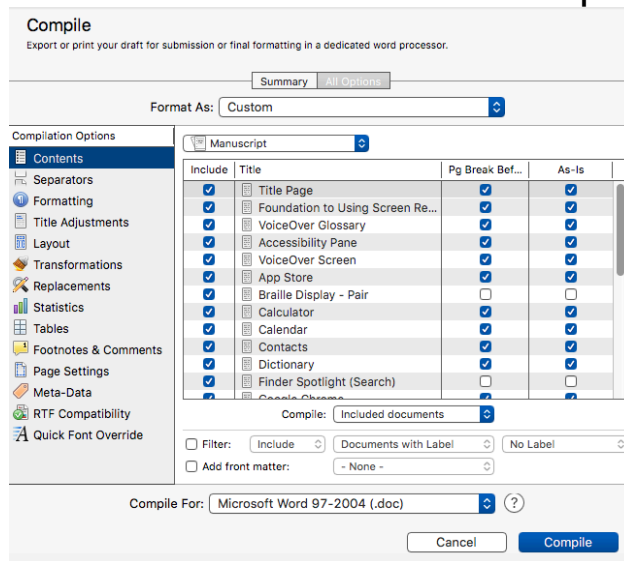 Compile
Export or print your draft for submission or final formatting in a dedicated word processor.
Summary All Options
Format As: Custom
Compilation Options
Manuscript
Contents
Separators
Formatting
Title Adjustments
Layout
Transformations
Replacements
Statistics
Tables
Footnotes & Comments
Page Settings
Meta-Data
RTF Compatibility
Quick Font Override
Include Title Pg Break Bef... As-Is
Title Page
Foundation to Using Screen Re...
VoiceOver Glossary
Accessibility Pane
VoiceOver Screen
App Store
Braille Display - Pair
Calculator
Calendar
Contacts
Dictionary
Finder Spotlight (Search)
Google Chrome
Compile: Included documents
Filter: Include Documents with Label No Label
Add front matter: - None -
Compile For: Microsoft Word 97-2004 (.doc) ?
Cancel Compile